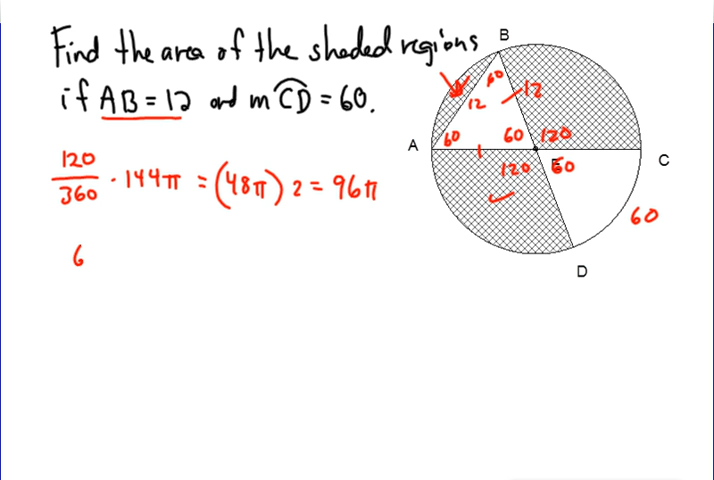 Find the area of the shaded regions
if AB = 12 and m CD = 60.
120/360 · 144π = (48π) 2 = 96π
6
B
A
C
D
E
60
12
12
60
60
120
120
60
60